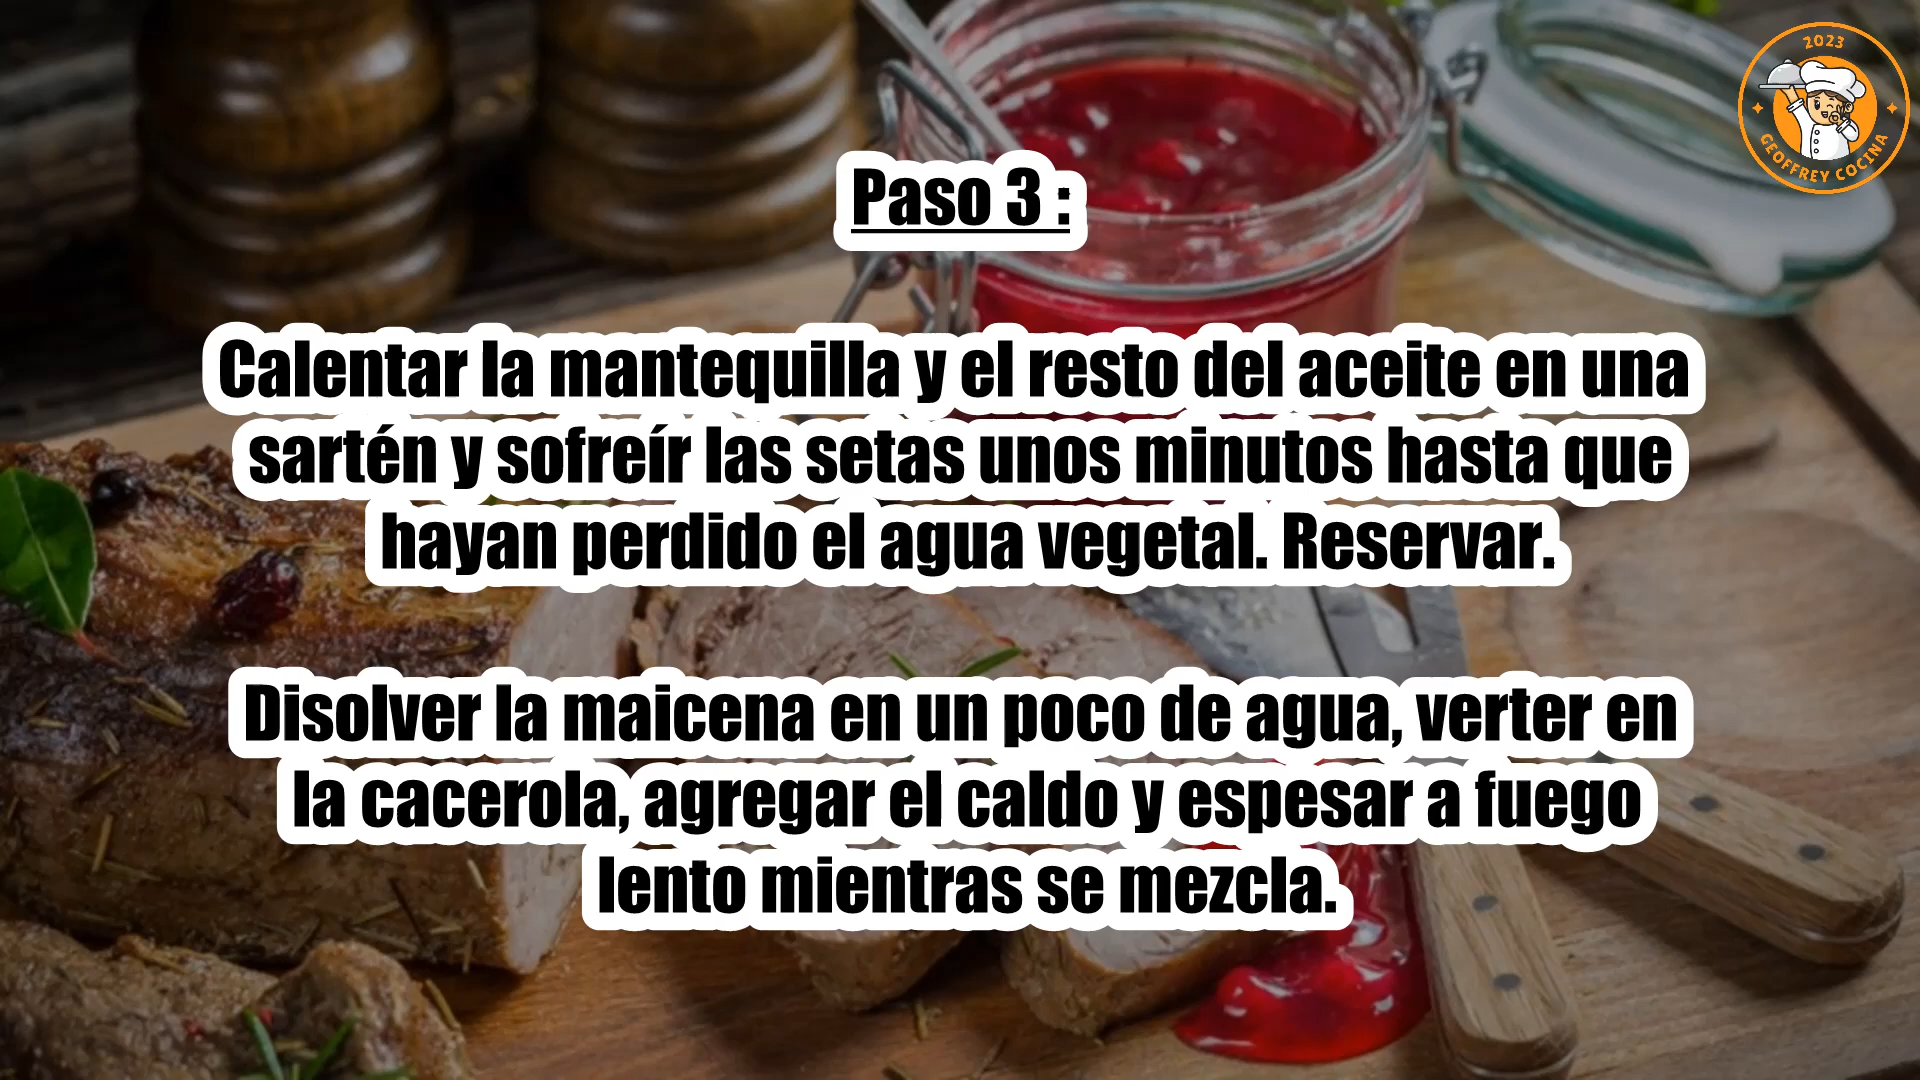 2023
GEOFFREY COCINA
Paso 3 :
Calentar la mantequilla y el resto del aceite en una
sartén y sofreír las setas unos minutos hasta que
hayan perdido el agua vegetal. Reservar.
Disolver la maicena en un poco de agua, verter en
la cacerola, agregar el caldo y espesar a fuego
lento mientras se mezcla.